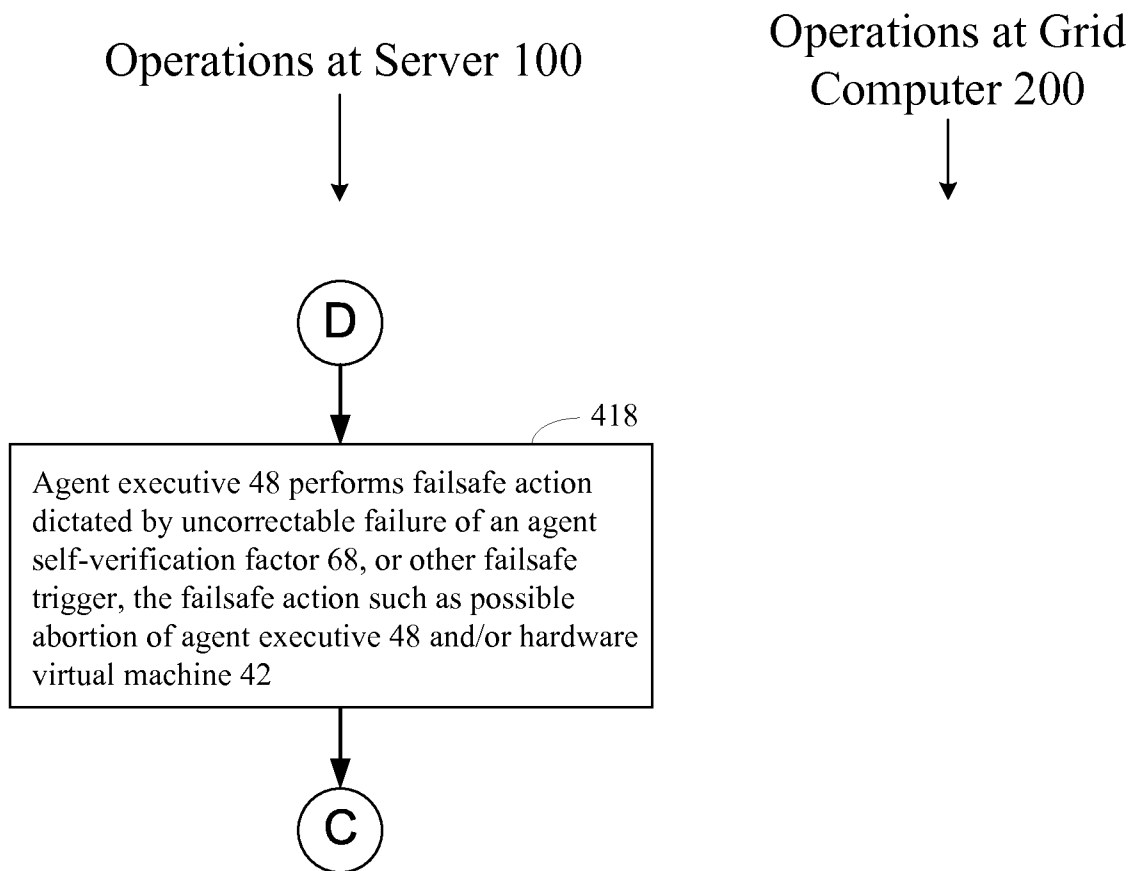 Operations at Server 100
Operations at Grid
Computer 200
D
418
Agent executive 48 performs failsafe action
dictated by uncorrectable failure of an agent
self-verification factor 68, or other failsafe
trigger, the failsafe action such as possible
abortion of agent executive 48 and/or hardware
virtual machine 42
C